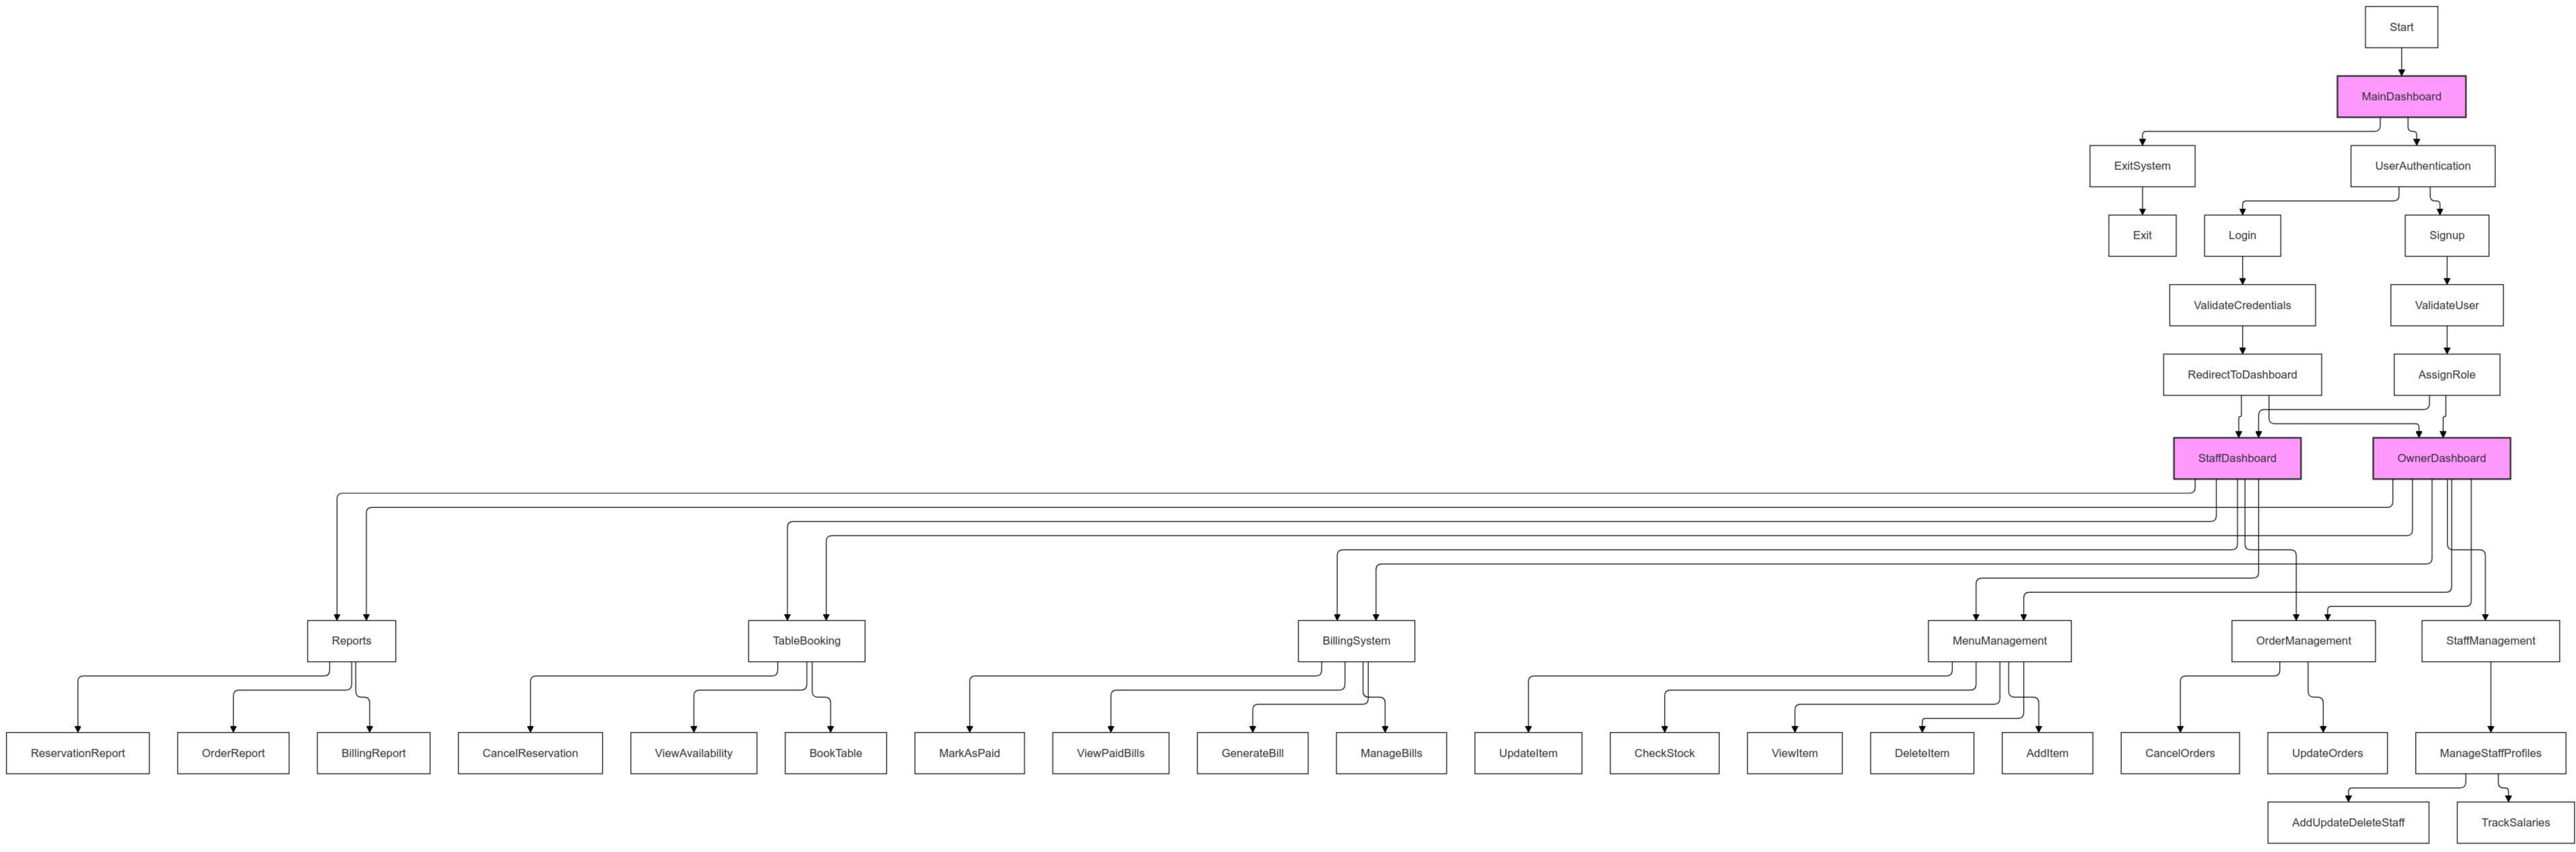 Start
MainDashboard
ExitSystem
UserAuthentication
Exit
Login
Signup
ValidateCredentials
ValidateUser
RedirectToDashboard
AssignRole
StaffDashboard
OwnerDashboard
Reports
TableBooking
BillingSystem
MenuManagement
OrderManagement
StaffManagement
ReservationReport
OrderReport
BillingReport
CancelReservation
ViewAvailability
BookTable
MarkAsPaid
ViewPaidBills
GenerateBill
ManageBills
UpdateItem
CheckStock
ViewItem
DeleteItem
AddItem
CancelOrders
UpdateOrders
ManageStaffProfiles
AddUpdateDeleteStaff
TrackSalaries